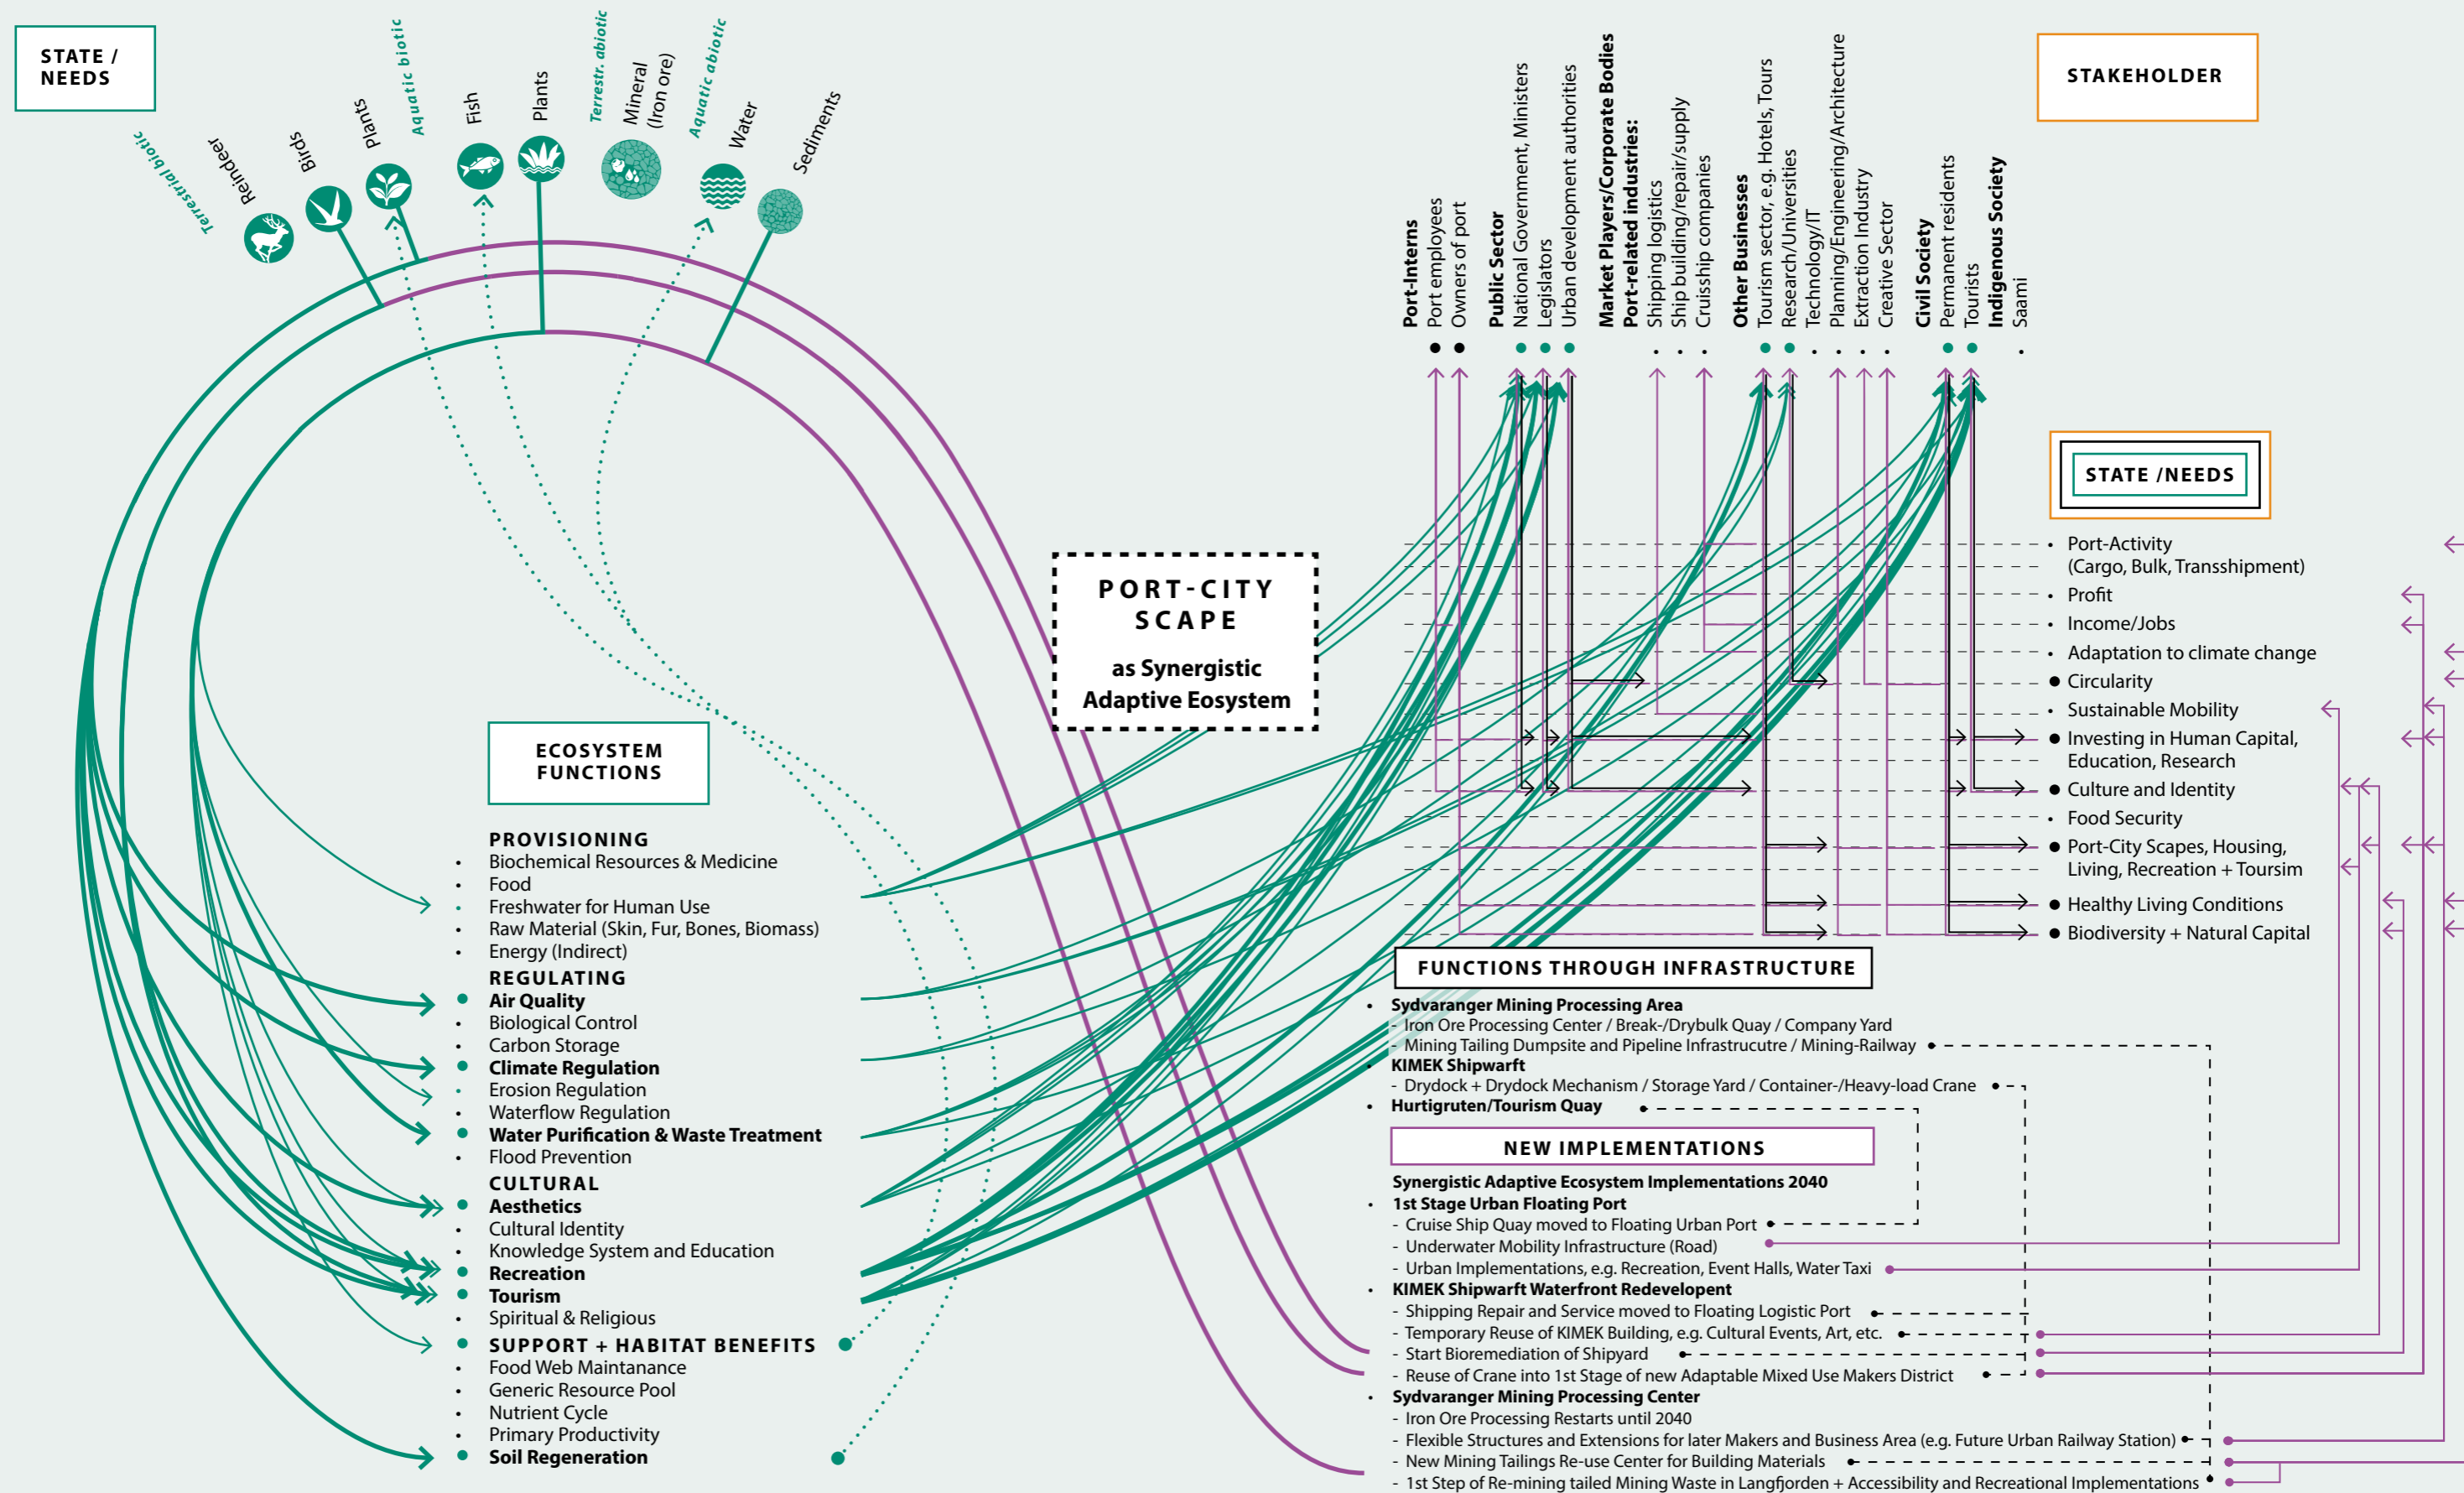 STATE /
NEEDS
Terrestrial biotic
Reindeer
Birds
Plants
Aquatic biotic
Fish
Plants
Terrestr. abiotic
Mineral
(Iron ore)
Aquatic abiotic
Water
Sediments
Port-Interns
Port employees
Owners of port
Public Sector
National Government, Ministers
Legislators
Urban development authorities
Market Players/Corporate Bodies
Port-related industries:
Shipping logistics
Ship building/repair/supply
Cruisship companies
Other Businesses
Tourism sector, e.g. Hotels, Tours
Research/Universities
Technology/IT
Planning/Engineering/Architecture
Extraction Industry
Creative Sector
Civil Society
Permanent residents
Tourists
Indigenous Society
Saami
STAKEHOLDER
STATE /NEEDS
• Port-Activity
(Cargo, Bulk, Transshipment)
• Profit
• Income/Jobs
• Adaptation to climate change
● Circularity
• Sustainable Mobility
● Investing in Human Capital,
Education, Research
● Culture and Identity
• Food Security
● Port-City Scapes, Housing,
Living, Recreation + Toursim
● Healthy Living Conditions
● Biodiversity + Natural Capital
PORT-CITY
SCAPE
as Synergistic
Adaptive Eosystem
ECOSYSTEM
FUNCTIONS
PROVISIONING
• Biochemical Resources & Medicine
• Food
• Freshwater for Human Use
• Raw Material (Skin, Fur, Bones, Biomass)
• Energy (Indirect)
REGULATING
● Air Quality
• Biological Control
• Carbon Storage
● Climate Regulation
• Erosion Regulation
• Waterflow Regulation
● Water Purification & Waste Treatment
• Flood Prevention
CULTURAL
● Aesthetics
• Cultural Identity
• Knowledge System and Education
● Recreation
● Tourism
• Spiritual & Religious
● SUPPORT + HABITAT BENEFITS
• Food Web Maintanance
• Generic Resource Pool
• Nutrient Cycle
• Primary Productivity
● Soil Regeneration
FUNCTIONS THROUGH INFRASTRUCTURE
• Sydvaranger Mining Processing Area
- Iron Ore Processing Center / Break-/Drybulk Quay / Company Yard
- Mining Tailing Dumpsite and Pipeline Infrastrucutre / Mining-Railway
• KIMEK Shipwarft
- Drydock + Drydock Mechanism / Storage Yard / Container-/Heavy-load Crane
• Hurtigruten/Tourism Quay
NEW IMPLEMENTATIONS
Synergistic Adaptive Ecosystem Implementations 2040
• 1st Stage Urban Floating Port
- Cruise Ship Quay moved to Floating Urban Port
- Underwater Mobility Infrastructure (Road)
- Urban Implementations, e.g. Recreation, Event Halls, Water Taxi
• KIMEK Shipwarft Waterfront Redevelopent
- Shipping Repair and Service moved to Floating Logistic Port
- Temporary Reuse of KIMEK Building, e.g. Cultural Events, Art, etc.
- Start Bioremediation of Shipyard
- Reuse of Crane into 1st Stage of new Adaptable Mixed Use Makers District
• Sydvaranger Mining Processing Center
- Iron Ore Processing Restarts until 2040
- Flexible Structures and Extensions for later Makers and Business Area (e.g. Future Urban Railway Station)
- New Mining Tailings Re-use Center for Building Materials
- 1st Step of Re-mining tailed Mining Waste in Langfjorden + Accessibility and Recreational Implementations